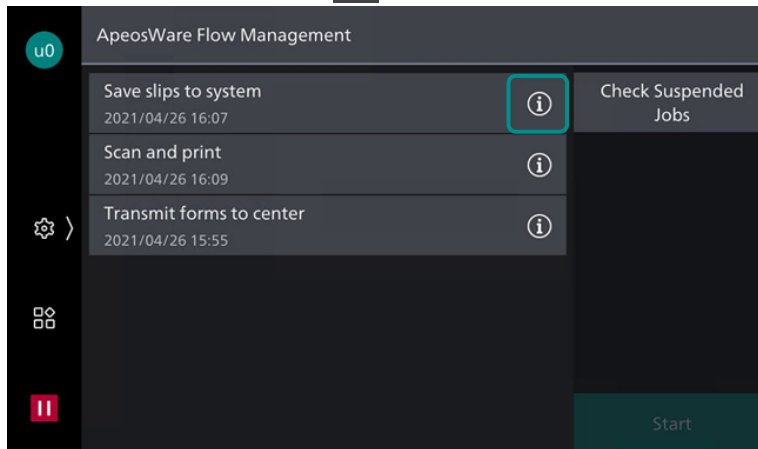 u0
ApeosWare Flow Management
Save slips to system
2021/04/26 16:07
Check Suspended
Jobs
Scan and print
2021/04/26 16:09
Transmit forms to center
2021/04/26 15:55
Start